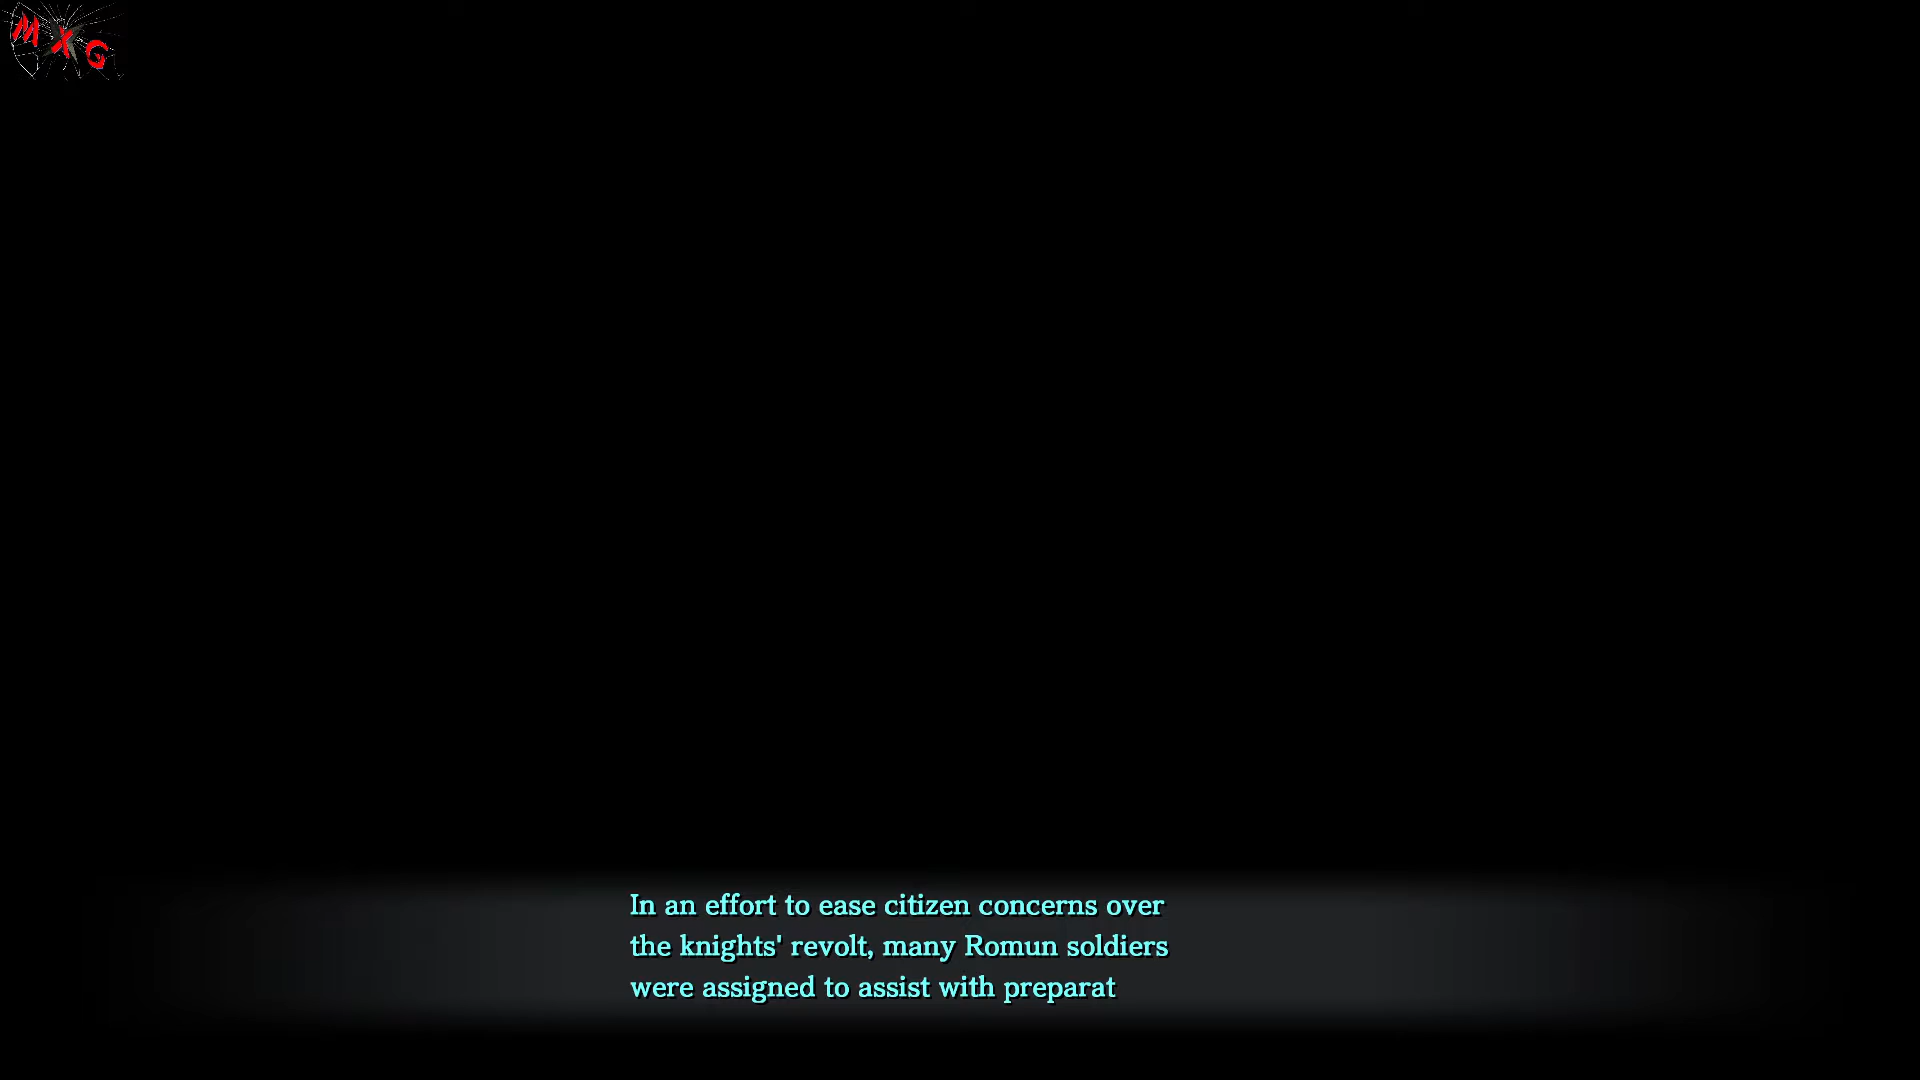 MXG
In an effort to ease citizen concerns over
the knights' revolt, many Romun soldiers
were assigned to assist with preparat